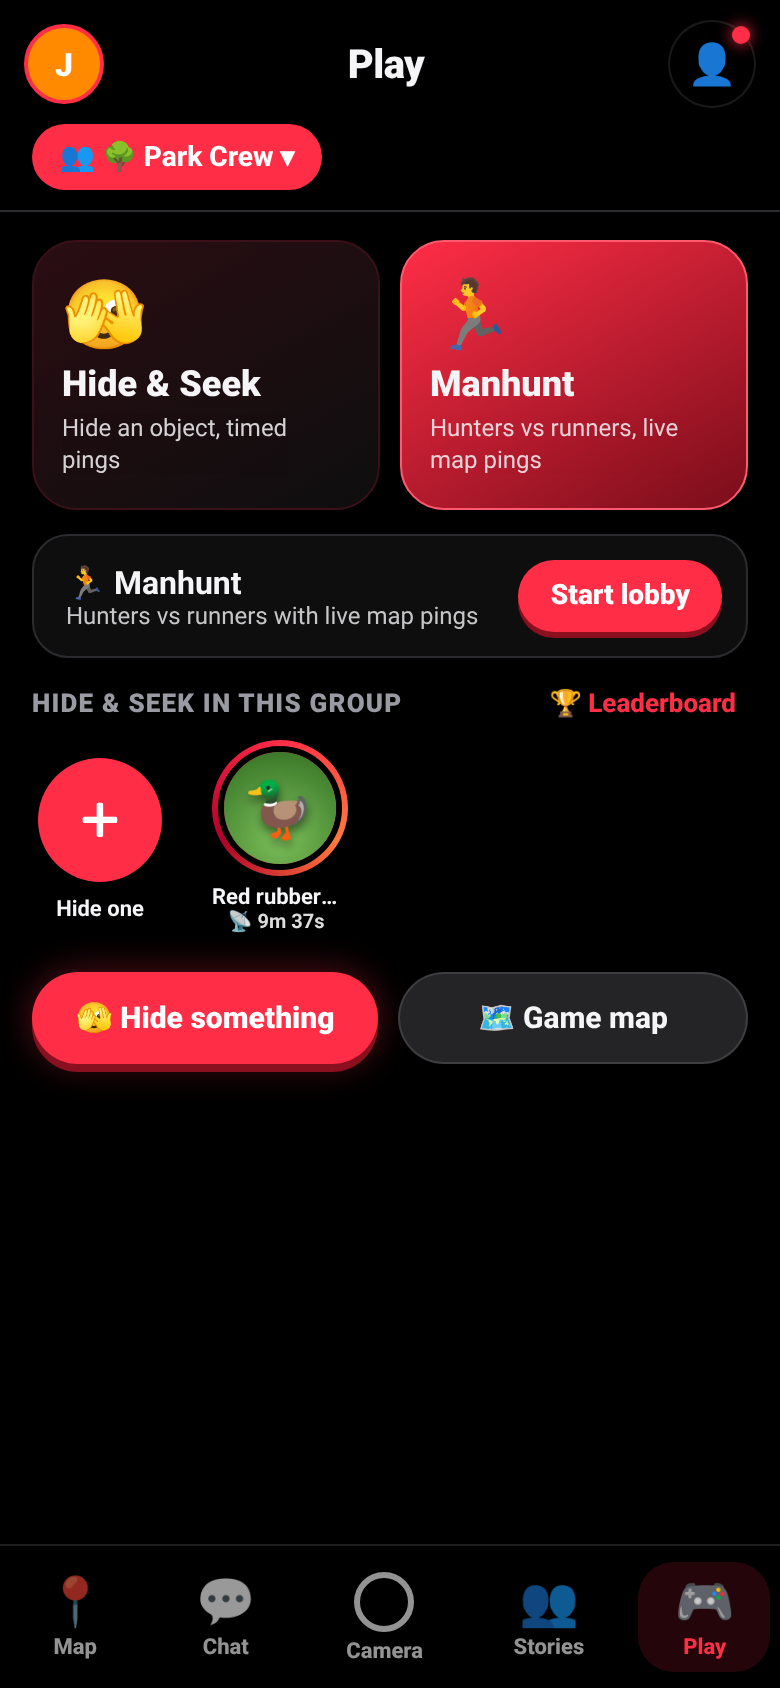 J
Play
Park Crew ▾
Hide & Seek
Hide an object, timed
pings
Manhunt
Hunters vs runners, live
map pings
Manhunt
Hunters vs runners with live map pings
Start lobby
HIDE & SEEK IN THIS GROUP
Leaderboard
+
Hide one
Red rubber…
9m 37s
Hide something
Game map
Map
Chat
Camera
Stories
Play